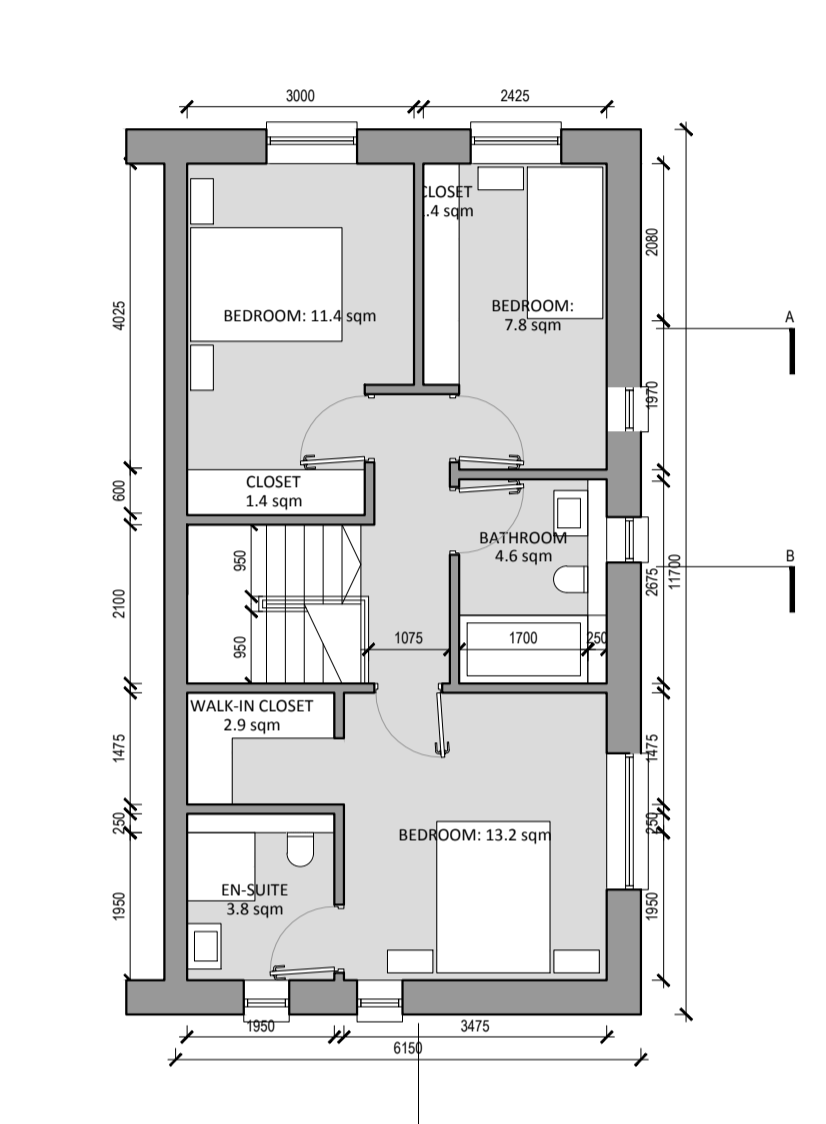 3000
2425
CLOSET
.4 sqm
2080
A
BEDROOM: 11.4 sqm
BEDROOM:
7.8 sqm
4025
1970
600
CLOSET
1.4 sqm
BATHROOM
4.6 sqm
950
B
2100
2675
11700
950
1075
1700
250
WALK-IN CLOSET
2.9 sqm
1475
1475
250
250
BEDROOM: 13.2 sqm
EN-SUITE
3.8 sqm
1950
1950
1950
3475
6150